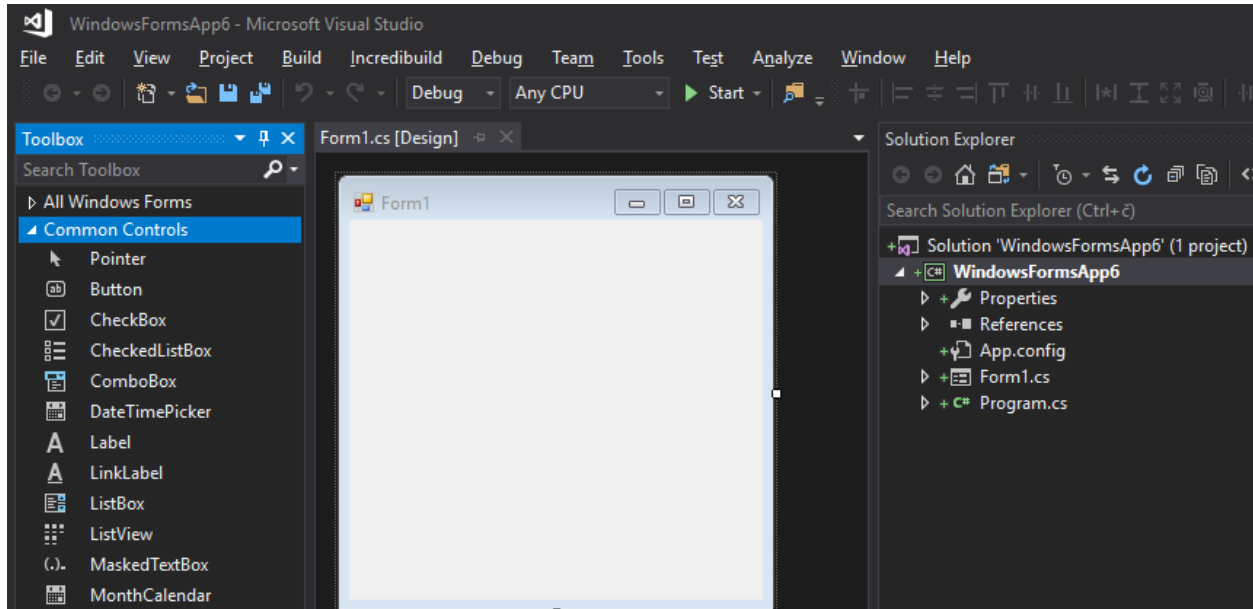 WindowsFormsApp6 - Microsoft Visual Studio
File Edit View Project Build Incredibuild Debug Team Tools Test Analyze Window Help
Debug Any CPU Start
Toolbox
Search Toolbox
All Windows Forms
Common Controls
Pointer
Button
CheckBox
CheckedListBox
ComboBox
DateTimePicker
Label
LinkLabel
ListBox
ListView
MaskedTextBox
MonthCalendar
Form1.cs [Design]
Form1
Solution Explorer
Search Solution Explorer (Ctrl+č)
Solution 'WindowsFormsApp6' (1 project)
C# WindowsFormsApp6
Properties
References
App.config
Form1.cs
C# Program.cs